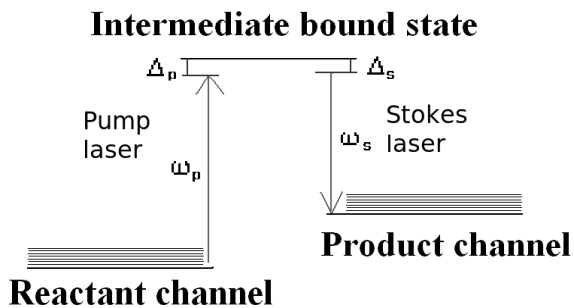 Intermediate bound state
Δp
Δs
Pump
laser
Stokes
laser
ωp
ωs
Product channel
Reactant channel